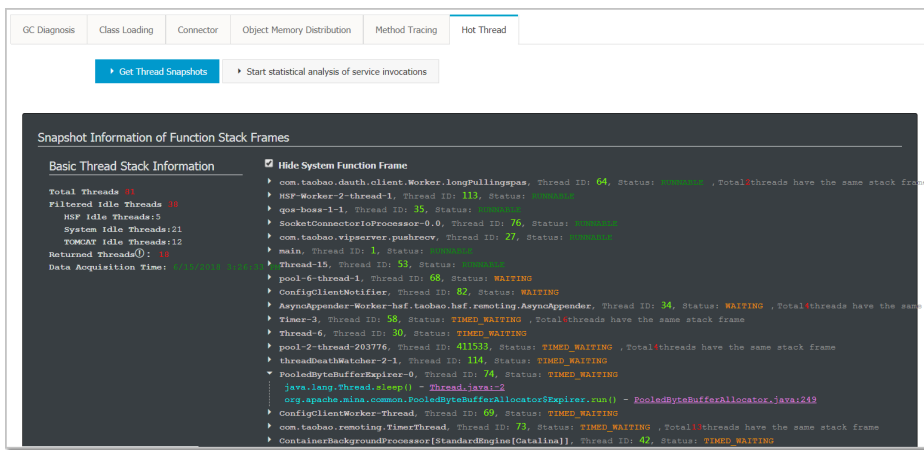 GC Diagnosis Class Loading Connector Object Memory Distribution Method Tracing Hot Thread
Get Thread Snapshots Start statistical analysis of service invocations
Snapshot Information of Function Stack Frames
Basic Thread Stack Information
Total Threads
Filtered Idle Threads
HSF Idle Threads:5
System Idle Threads:21
TOMCAT Idle Threads:12
Returned Threads :
Data Acquisition Time:
Hide System Function Frame
com.taobao.dauth.client.Worker.longPullingspas, Thread ID: 64, Status: RUNNABLE , Total threads have the same stack frame
HSF-Worker-2-thread-1, Thread ID: 113, Status: RUNNABLE
qos-boss-1-1, Thread ID: 35, Status: RUNNABLE
SocketConnectorIoProcessor-0.0, Thread ID: 76, Status: RUNNABLE
com.taobao.vipserver.pushrecv, Thread ID: 27, Status: RUNNABLE
main, Thread ID: 1, Status: RUNNABLE
Thread-15, Thread ID: 53, Status: RUNNABLE
pool-6-thread-1, Thread ID: 68, Status: WAITING
ConfigClientNotifier, Thread ID: 82, Status: WAITING
AsyncAppender-Worker-hsf.taobao.hsf.remoting.AsyncAppender, Thread ID: 34, Status: WAITING , Total threads have the same
Timer-3, Thread ID: 58, Status: TIMED_WAITING , Total threads have the same stack frame
Thread-6, Thread ID: 30, Status: TIMED_WAITING
pool-2-thread-203776, Thread ID: 411533, Status: TIMED_WAITING , Total threads have the same stack frame
threadDeathWatcher-2-1, Thread ID: 114, Status: TIMED_WAITING
PooledByteBufferExpirer-0, Thread ID: 74, Status: TIMED_WAITING
java.lang.Thread.sleep() - Thread.java:-2
org.apache.mina.common.PooledByteBufferAllocator$Expirer.run() - PooledByteBufferAllocator.java:249
ConfigClientWorker-Thread, Thread ID: 69, Status: TIMED_WAITING
com.taobao.remoting.TimerThread, Thread ID: 73, Status: TIMED_WAITING , Total threads have the same stack frame
ContainerBackgroundProcessor[StandardEngine[Catalina]], Thread ID: 42, Status: TIMED_WAITING